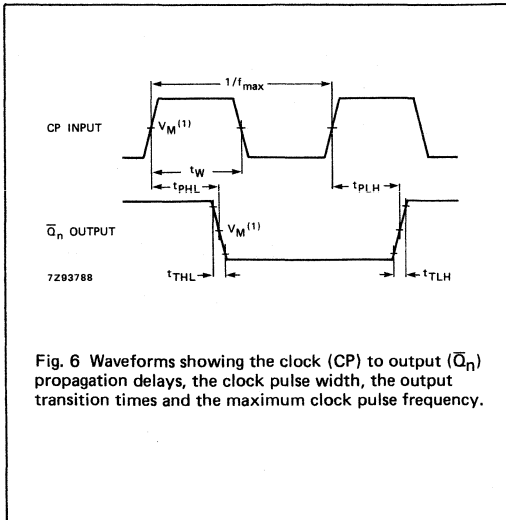 1/fmax
CP INPUT
VM(1)
tW
tPHL
tPLH
Q̅n OUTPUT
VM(1)
7Z93788
tTHL
tTLH
Fig. 6 Waveforms showing the clock (CP) to output (Q̅n)
propagation delays, the clock pulse width, the output
transition times and the maximum clock pulse frequency.